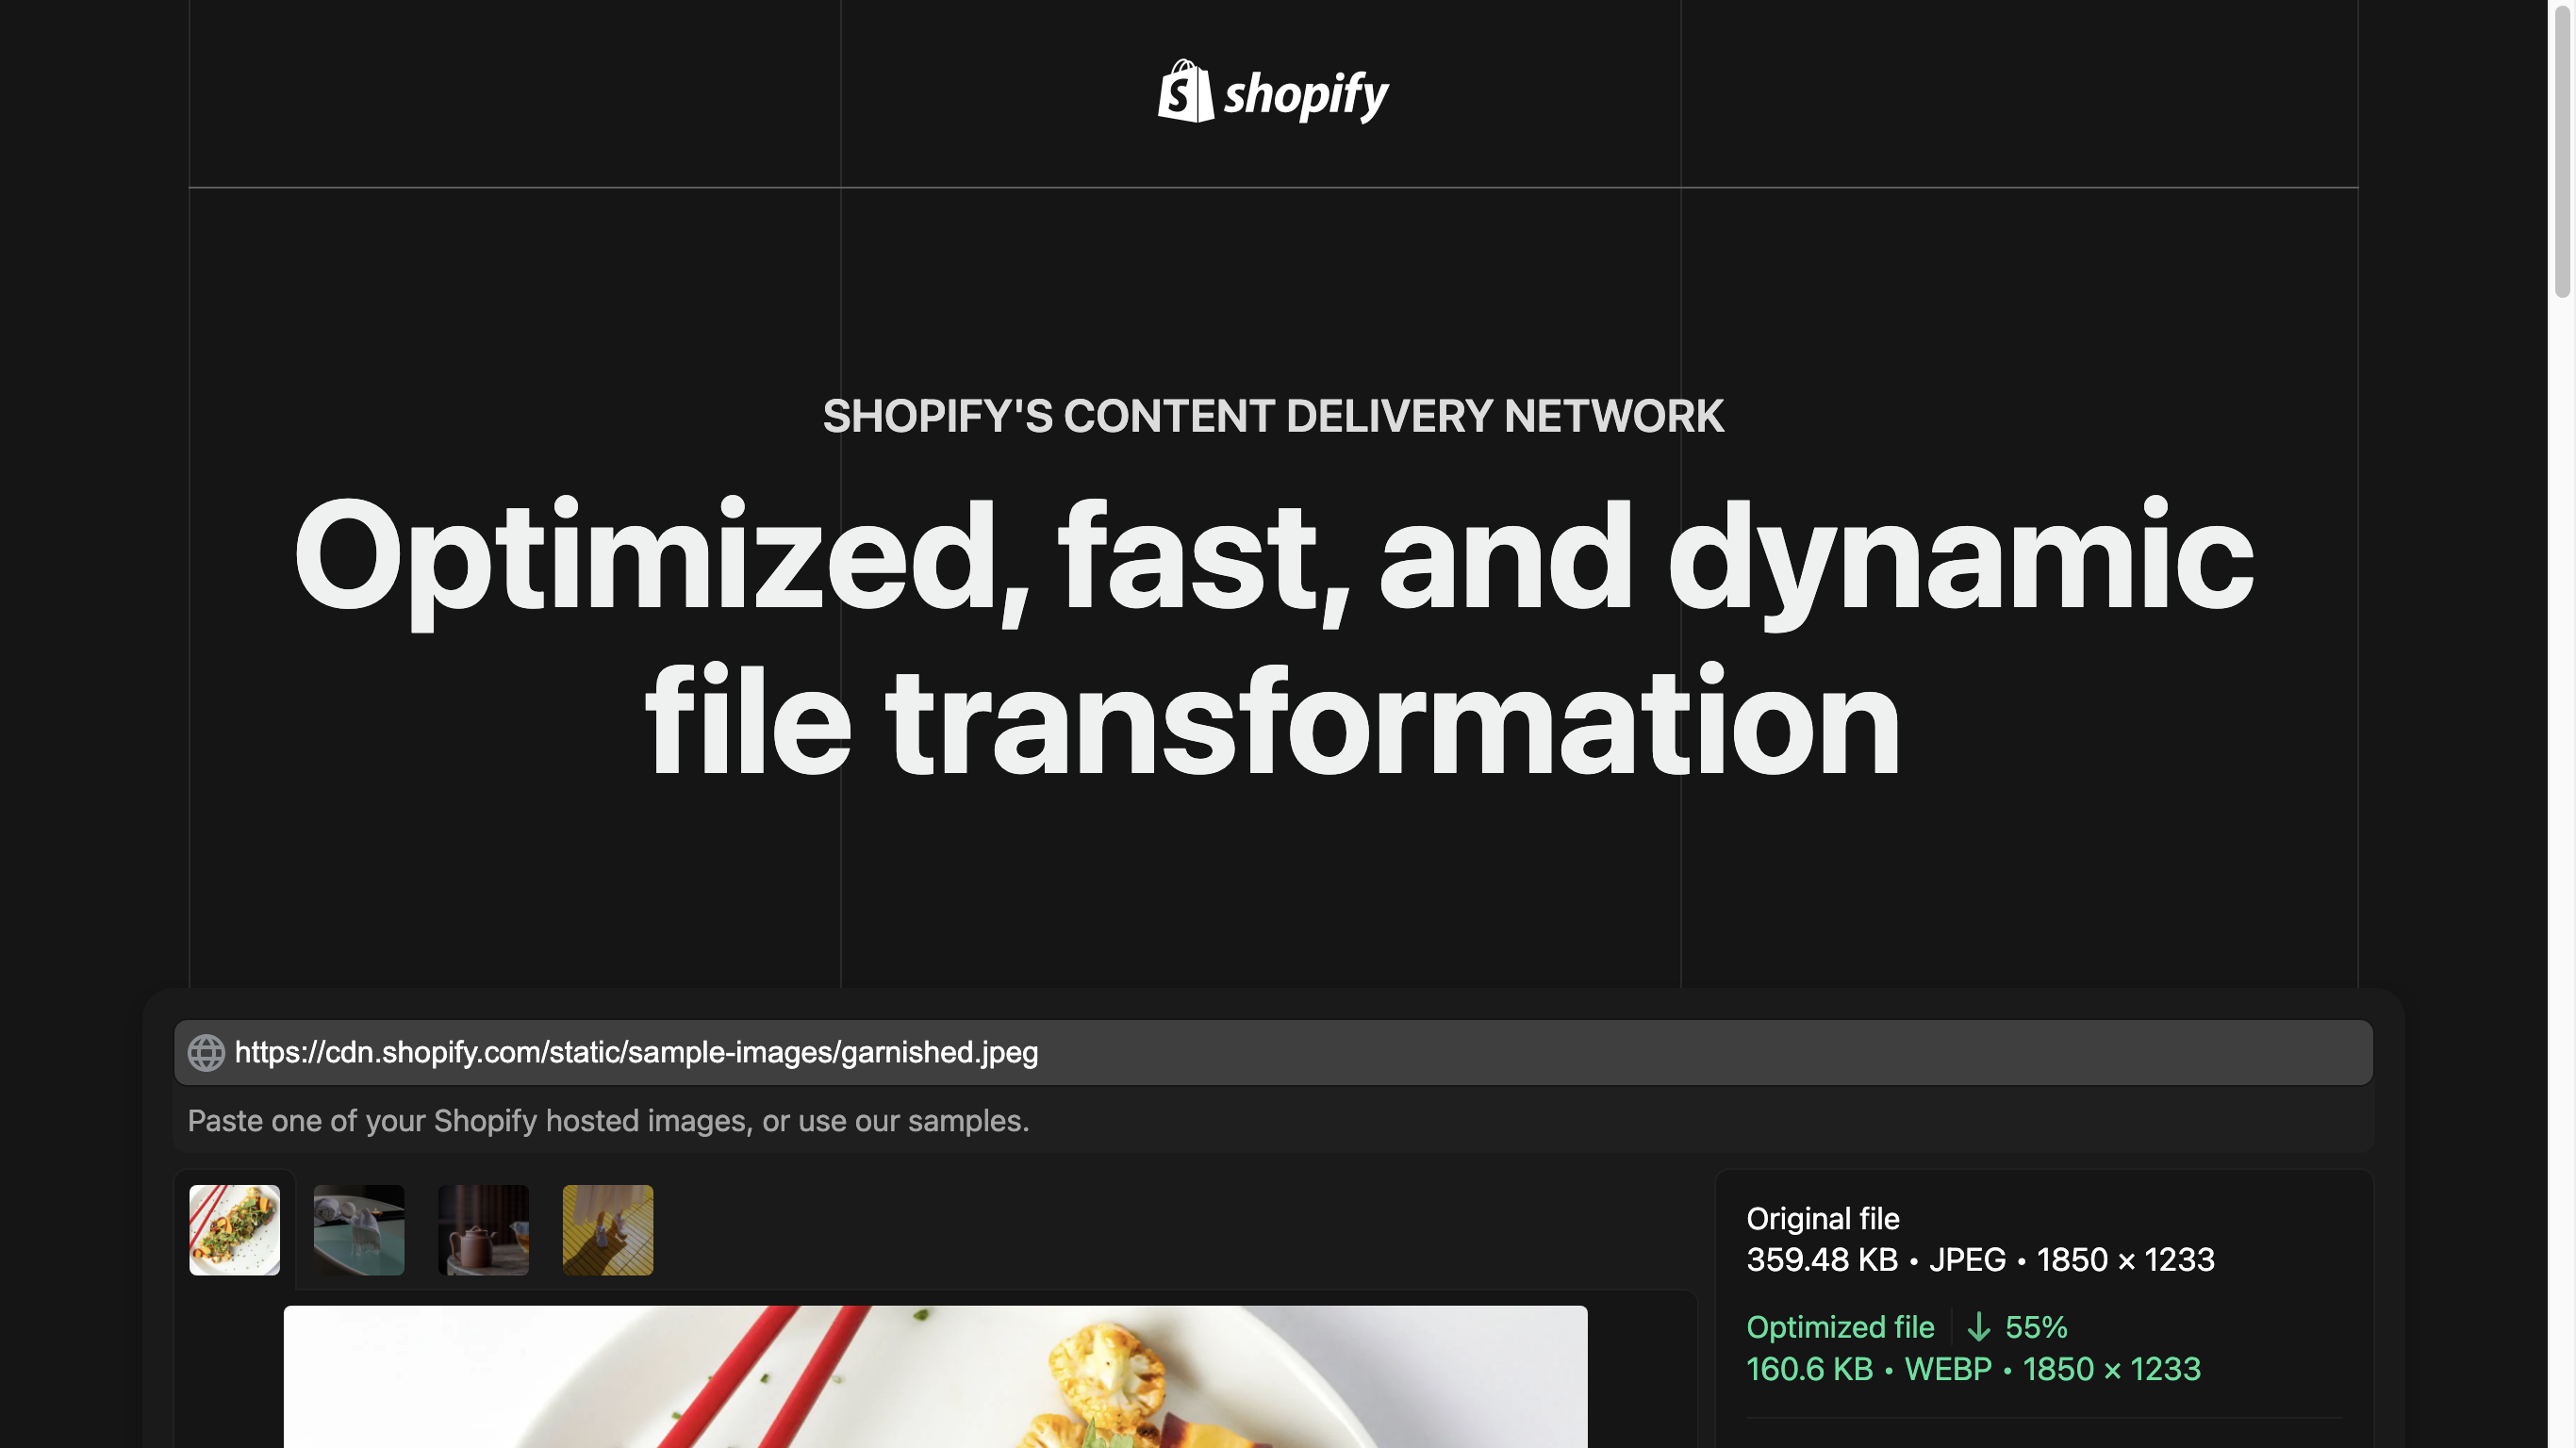 shopify
SHOPIFY'S CONTENT DELIVERY NETWORK
Optimized, fast, and dynamic
file transformation
https://cdn.shopify.com/static/sample-images/garnished.jpeg
Paste one of your Shopify hosted images, or use our samples.
Original file
359.48 KB • JPEG • 1850 × 1233
Optimized file ↓ 55%
160.6 KB • WEBP • 1850 × 1233